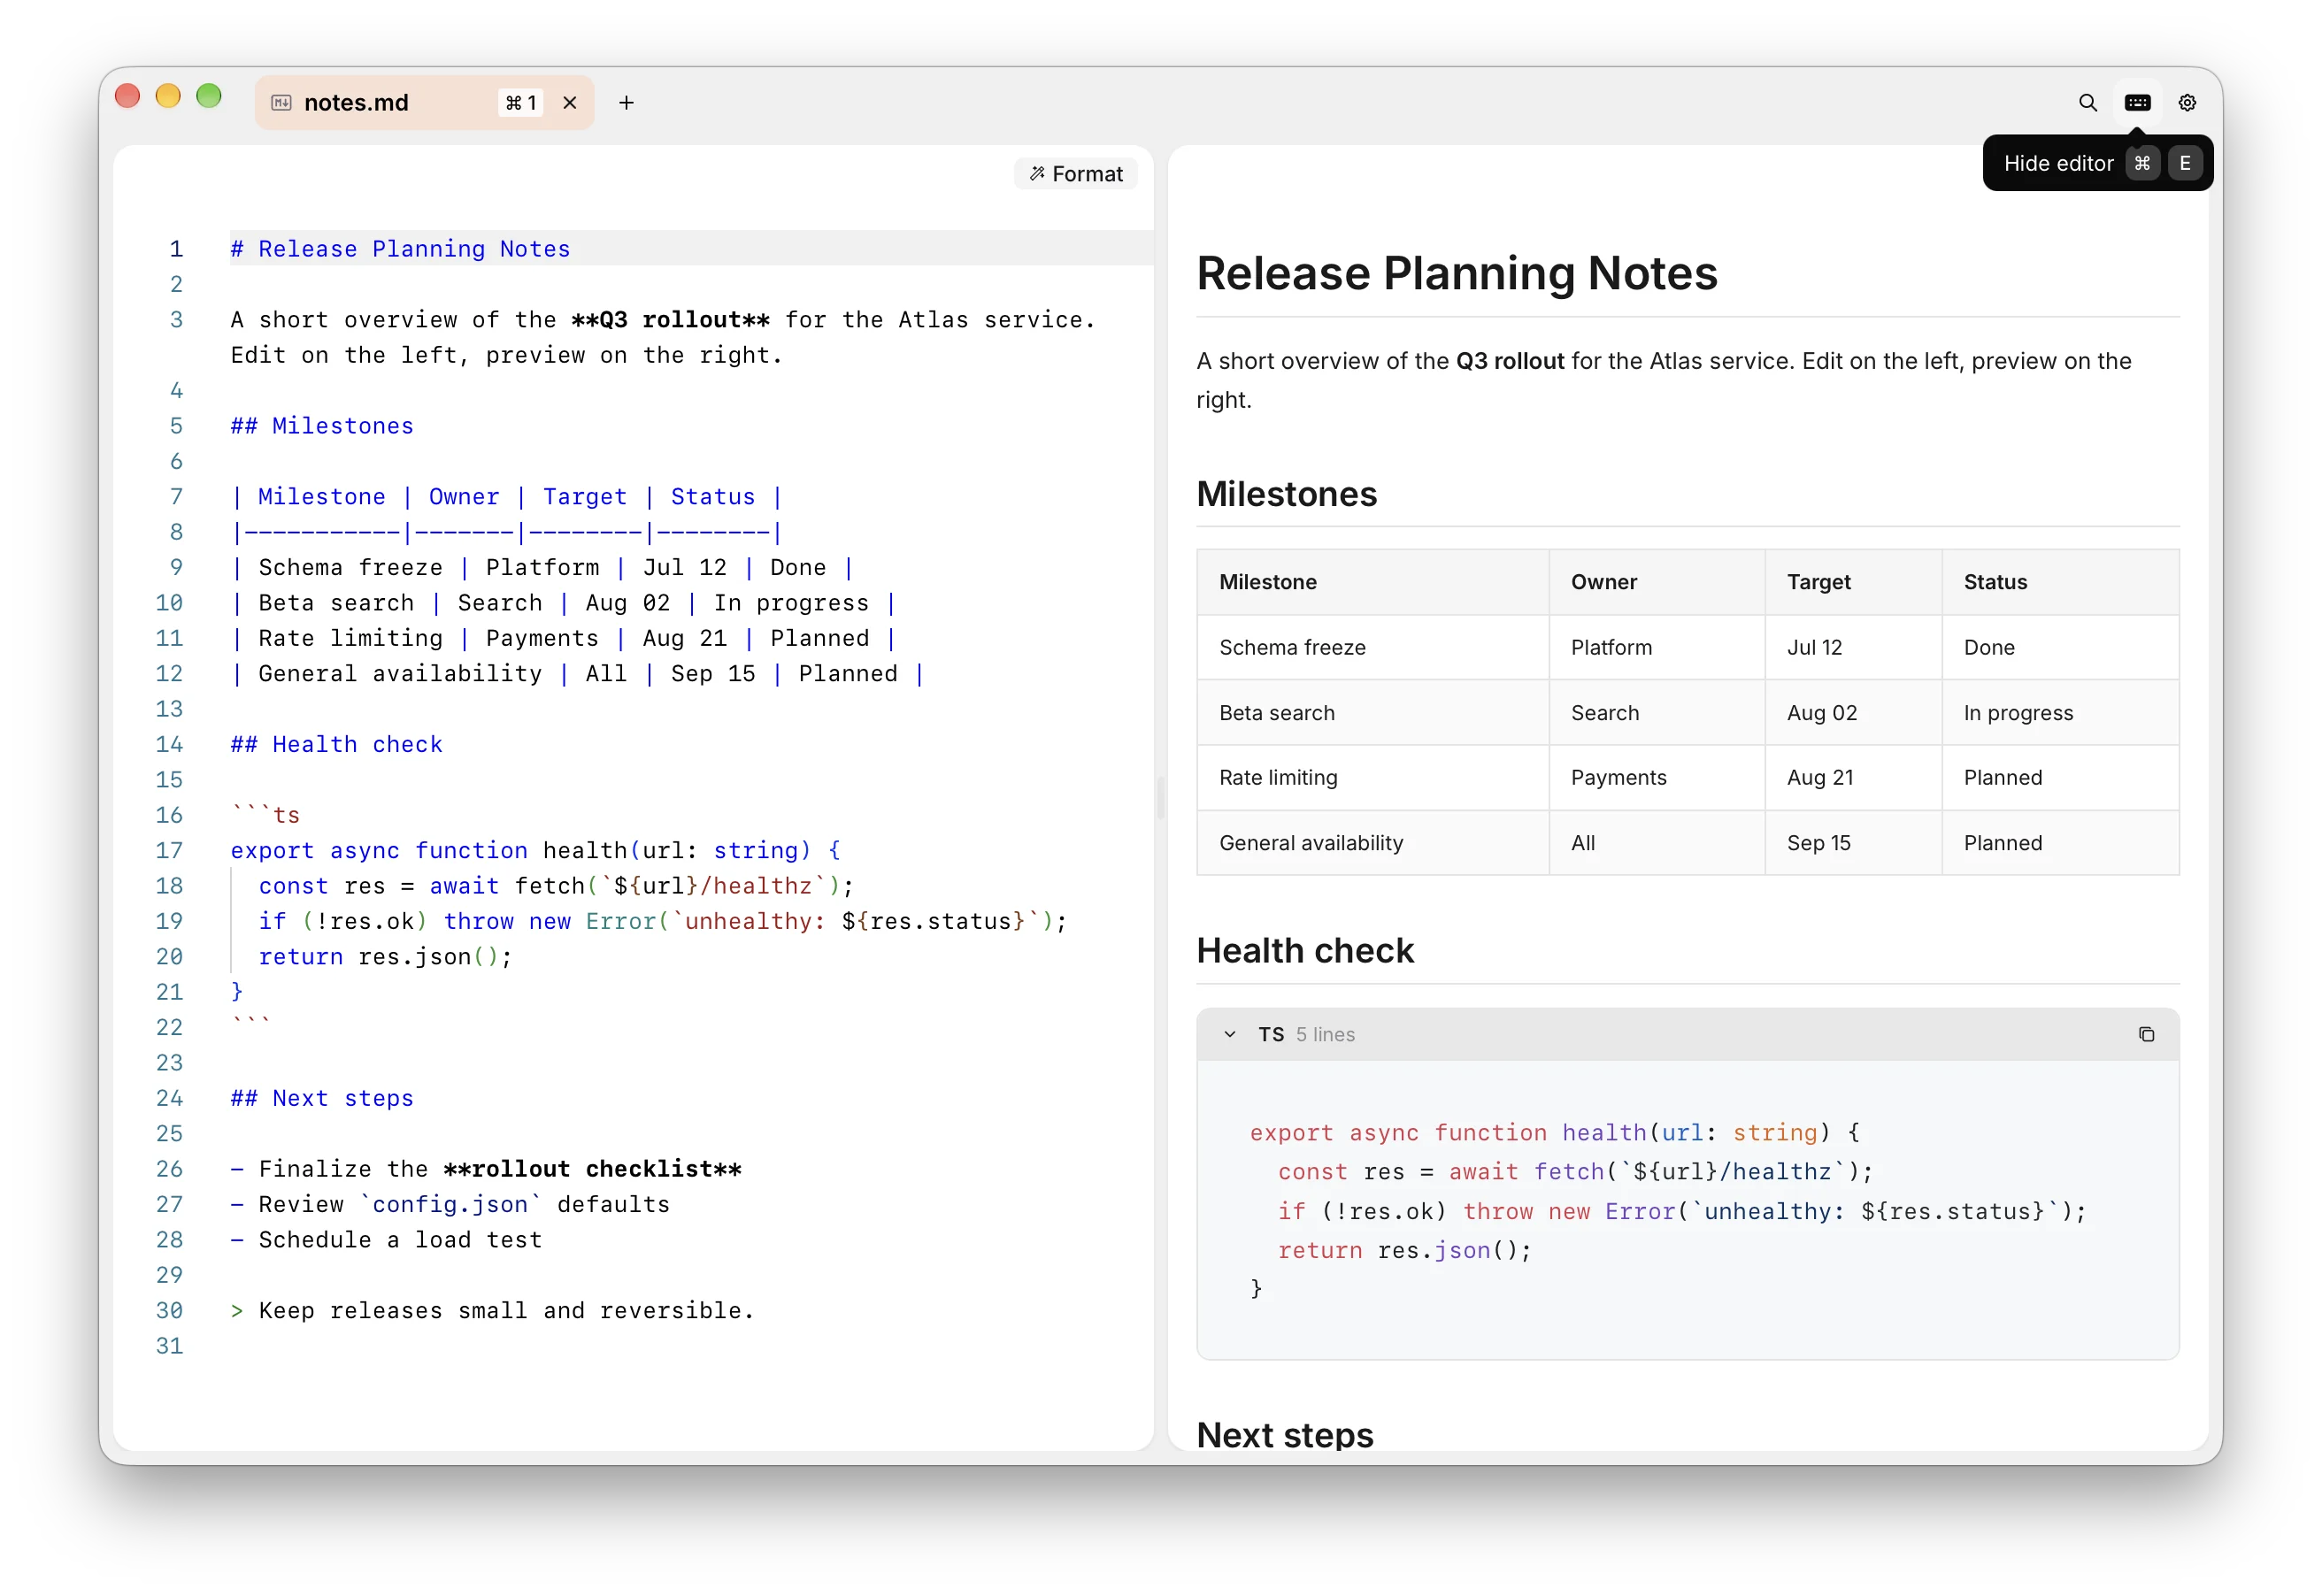 notes.md ⌘ 1
Hide editor ⌘ E
Format
1 # Release Planning Notes
2
3 A short overview of the **Q3 rollout** for the Atlas service.
Edit on the left, preview on the right.
4
5 ## Milestones
6
7 | Milestone | Owner | Target | Status |
8 |-----------|-------|--------|--------|
9 | Schema freeze | Platform | Jul 12 | Done |
10 | Beta search | Search | Aug 02 | In progress |
11 | Rate limiting | Payments | Aug 21 | Planned |
12 | General availability | All | Sep 15 | Planned |
13
14 ## Health check
15
16 ```ts
17 export async function health(url: string) {
18   const res = await fetch(`${url}/healthz`);
19   if (!res.ok) throw new Error(`unhealthy: ${res.status}`);
20   return res.json();
21 }
22 ```
23
24 ## Next steps
25
26 - Finalize the **rollout checklist**
27 - Review `config.json` defaults
28 - Schedule a load test
29
30 > Keep releases small and reversible.
31
Release Planning Notes
A short overview of the Q3 rollout for the Atlas service. Edit on the left, preview on the
right.
Milestones
Milestone Owner Target Status
Schema freeze Platform Jul 12 Done
Beta search Search Aug 02 In progress
Rate limiting Payments Aug 21 Planned
General availability All Sep 15 Planned
Health check
TS 5 lines
export async function health(url: string) {
  const res = await fetch(`${url}/healthz`);
  if (!res.ok) throw new Error(`unhealthy: ${res.status}`);
  return res.json();
}
Next steps